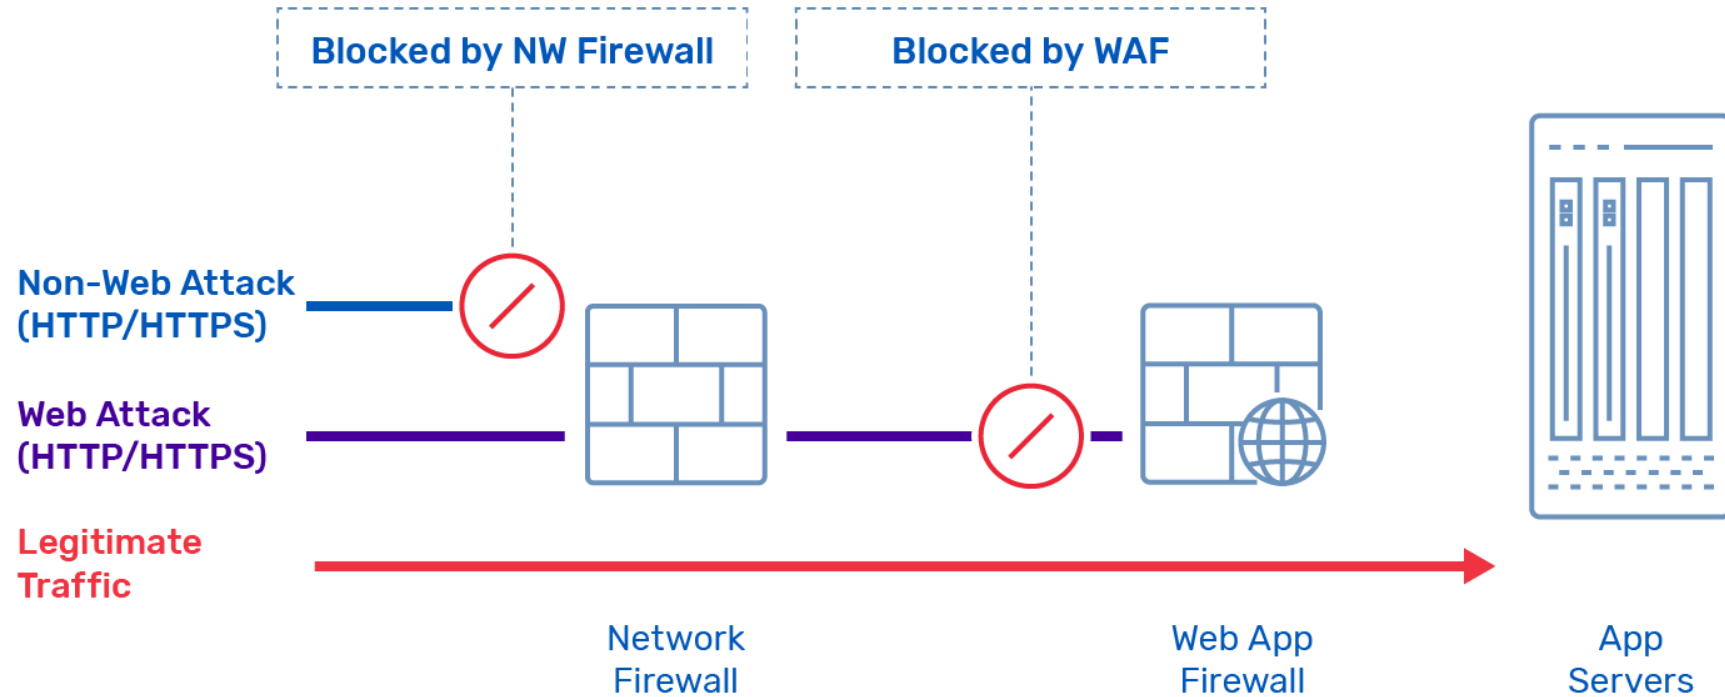 Blocked by NW Firewall
Blocked by WAF
Non-Web Attack
(HTTP/HTTPS)
Web Attack
(HTTP/HTTPS)
Legitimate
Traffic
Network
Firewall
Web App
Firewall
App
Servers